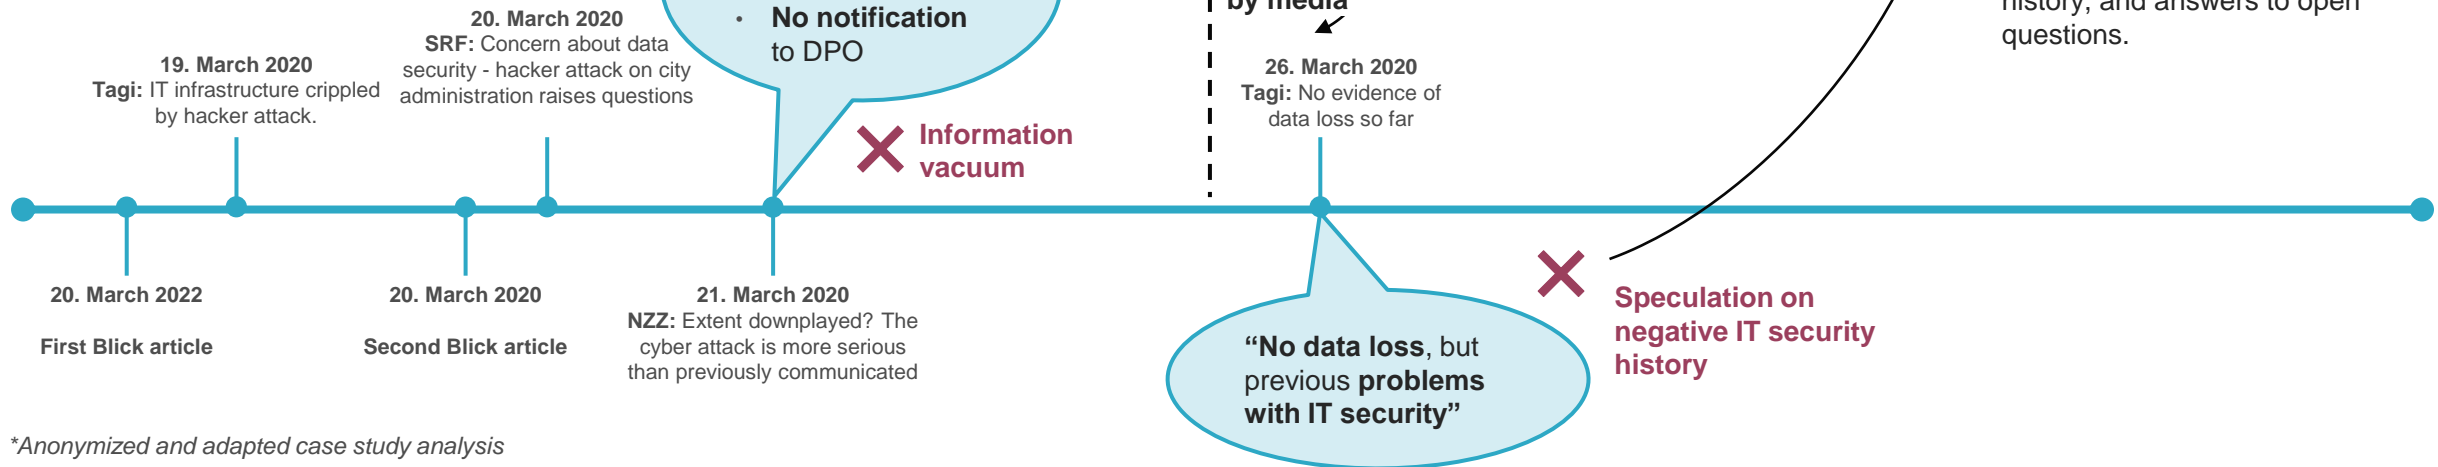 20. March 2020
SRF: Concern about data
security - hacker attack on city
administration raises questions
19. March 2020
Tagi: IT infrastructure crippled
by hacker attack.
• No notification
to DPO
by media
history, and answers to open
questions.
26. March 2020
Tagi: No evidence of
data loss so far
Information
vacuum
20. March 2022
First Blick article
20. March 2020
Second Blick article
21. March 2020
NZZ: Extent downplayed? The
cyber attack is more serious
than previously communicated
“No data loss, but
previous problems
with IT security”
Speculation on
negative IT security
history
*Anonymized and adapted case study analysis